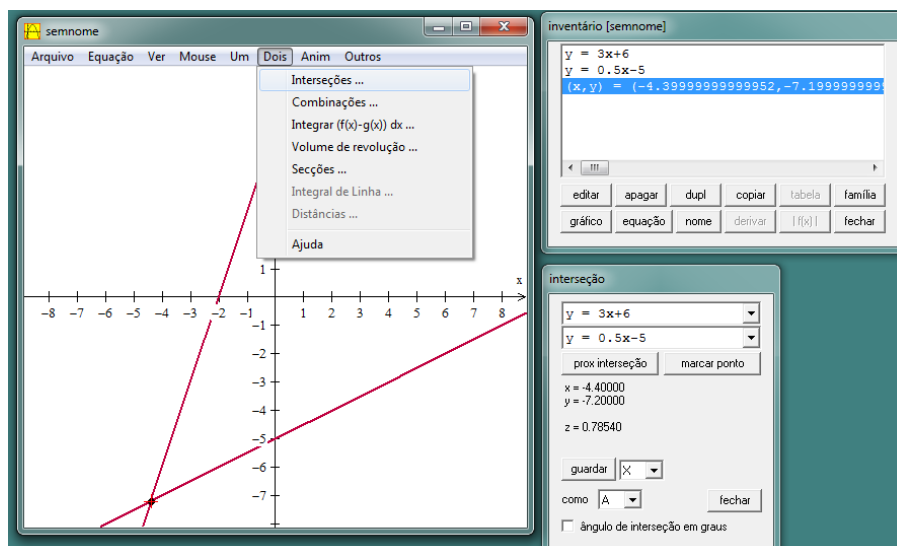 semnome
Arquivo Equação Ver Mouse Um Dois Anim Outros
Interseções ...
Combinações ...
Integrar (f(x)-g(x)) dx ...
Volume de revolução ...
Secções ...
Integral de Linha ...
Distâncias ...
Ajuda
1
x
−8 −7 −6 −5 −4 −3 −2 −1 1 2 3 4 5 6 7 8
−1
−2
−3
−4
−5
−6
−7
inventário [semnome]
y = 3x+6
y = 0.5x-5
(x,y) = (-4.39999999999952,-7.199999999
editar apagar dupl copiar tabela família
gráfico equação nome derivar |f(x)| fechar
interseção
y = 3x+6
y = 0.5x-5
prox interseção marcar ponto
x = -4.40000
y = -7.20000
z = 0.78540
guardar X
como A fechar
ângulo de interseção em graus